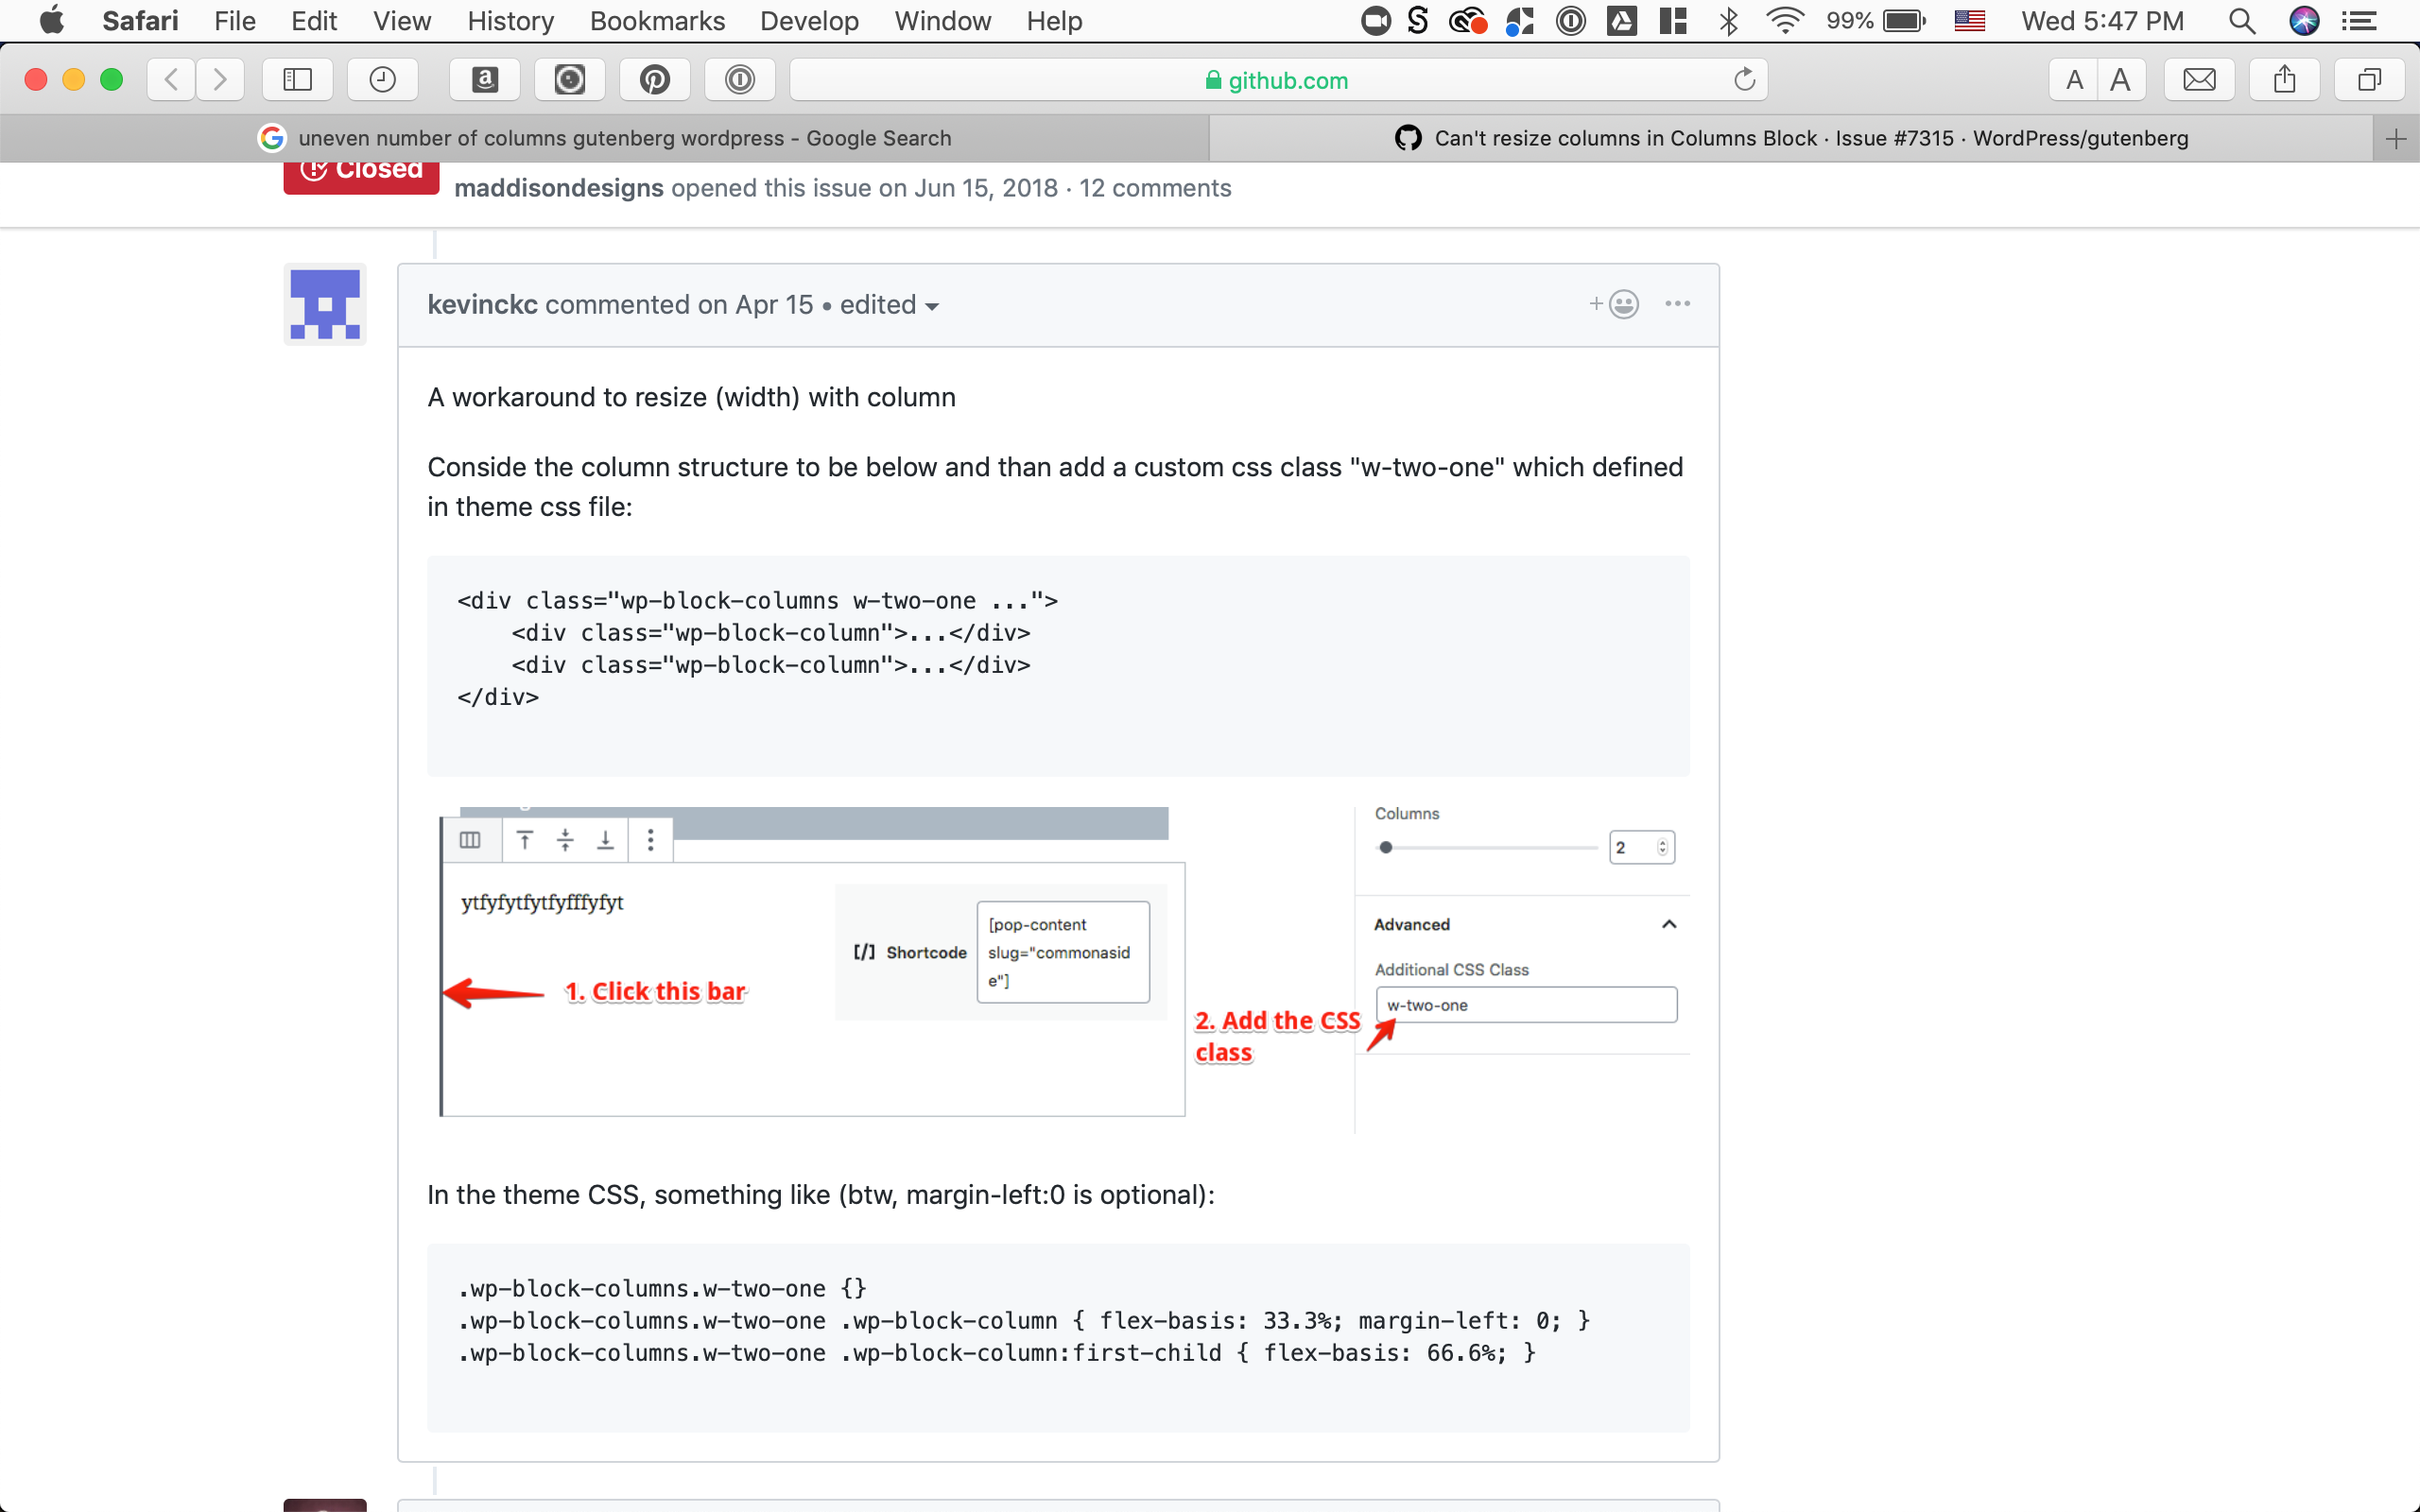 Safari File Edit View History Bookmarks Develop Window Help 99% Wed 5:47 PM
github.com A A
uneven number of columns gutenberg wordpress - Google Search
Can't resize columns in Columns Block · Issue #7315 · WordPress/gutenberg
Closed
maddisondesigns opened this issue on Jun 15, 2018 · 12 comments
kevinckc commented on Apr 15 • edited
A workaround to resize (width) with column
Conside the column structure to be below and than add a custom css class "w-two-one" which defined
in theme css file:
<div class="wp-block-columns w-two-one ...">
    <div class="wp-block-column">...</div>
    <div class="wp-block-column">...</div>
</div>
ytfyfytfytfyfffyfyt
[/] Shortcode
[pop-content
slug="commonasid
e"]
1. Click this bar
2. Add the CSS
class
Columns
2
Advanced
Additional CSS Class
w-two-one
In the theme CSS, something like (btw, margin-left:0 is optional):
.wp-block-columns.w-two-one {}
.wp-block-columns.w-two-one .wp-block-column { flex-basis: 33.3%; margin-left: 0; }
.wp-block-columns.w-two-one .wp-block-column:first-child { flex-basis: 66.6%; }